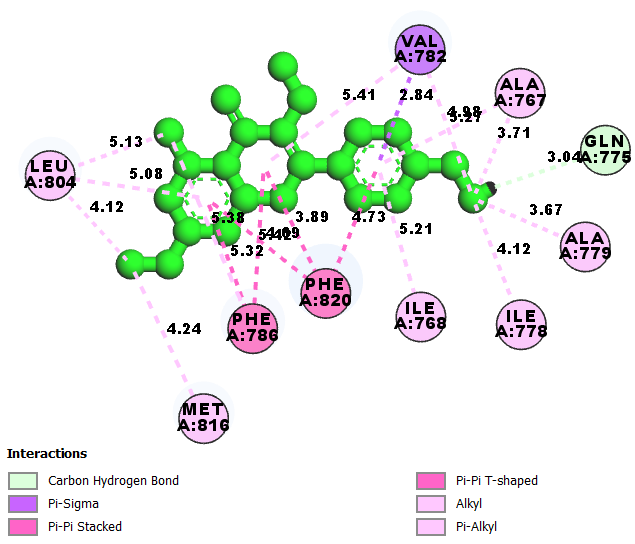 VAL
A:782
ALA
A:767
5.41
2.84
4.98
3.71
GLN
A:775
5.13
3.04
LEU
A:804
5.08
4.12
5.38
3.89
4.73
5.21
3.67
ALA
A:779
5.32
4.12
PHE
A:820
ILE
A:768
ILE
A:778
PHE
A:786
4.24
MET
A:816
Interactions
Carbon Hydrogen Bond
Pi-Sigma
Pi-Pi Stacked
Pi-Pi T-shaped
Alkyl
Pi-Alkyl